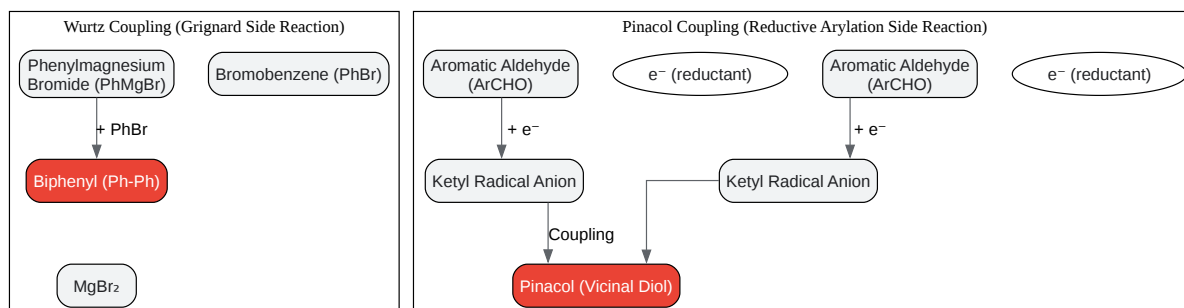 Wurtz Coupling (Grignard Side Reaction)
Phenylmagnesium
Bromide (PhMgBr)
Bromobenzene (PhBr)
+ PhBr
Biphenyl (Ph-Ph)
MgBr₂
Pinacol Coupling (Reductive Arylation Side Reaction)
Aromatic Aldehyde
(ArCHO)
e⁻ (reductant)
Aromatic Aldehyde
(ArCHO)
e⁻ (reductant)
+ e⁻
+ e⁻
Ketyl Radical Anion
Ketyl Radical Anion
Coupling
Pinacol (Vicinal Diol)